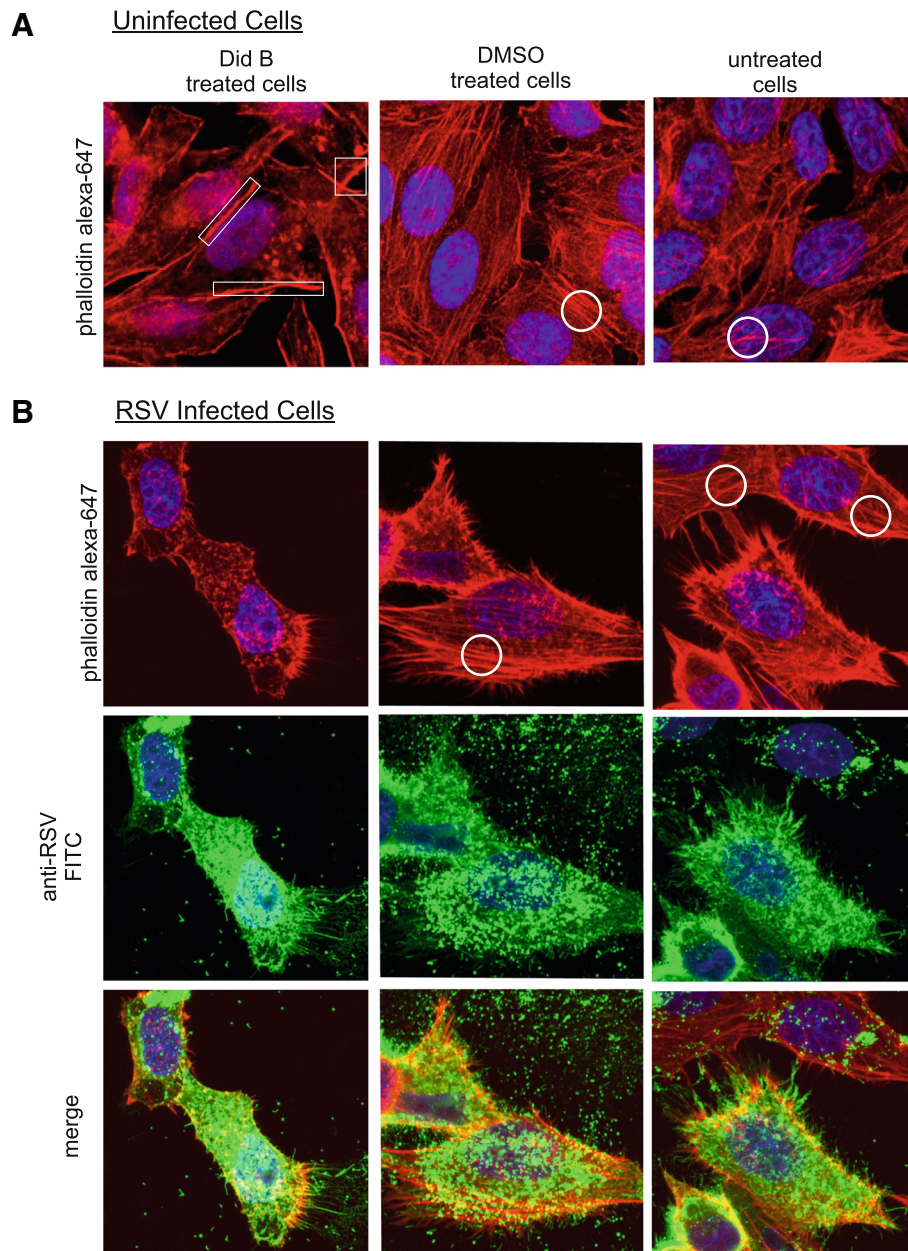 A
Uninfected Cells
Did B
treated cells
DMSO
treated cells
untreated
cells
phalloidin alexa-647
B
RSV Infected Cells
phalloidin alexa-647
anti-RSV
FITC
merge